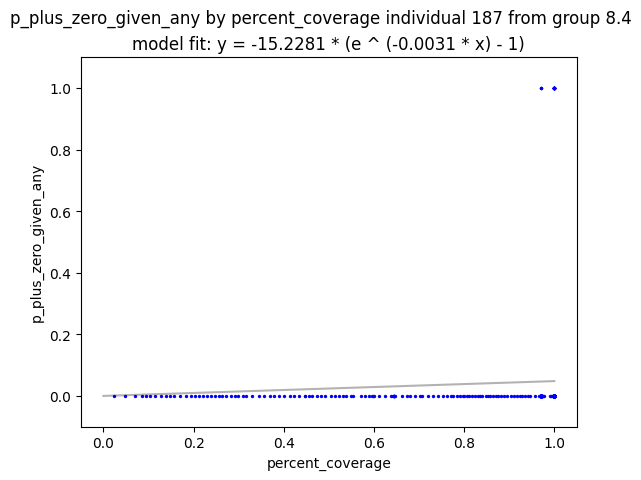 p_plus_zero_given_any by percent_coverage individual 187 from group 8.4
model fit: y = -15.2281 * (e ^ (-0.0031 * x) - 1)
1.0
0.8
0.6
0.4
0.2
0.0
p_plus_zero_given_any
0.0 0.2 0.4 0.6 0.8 1.0
percent_coverage